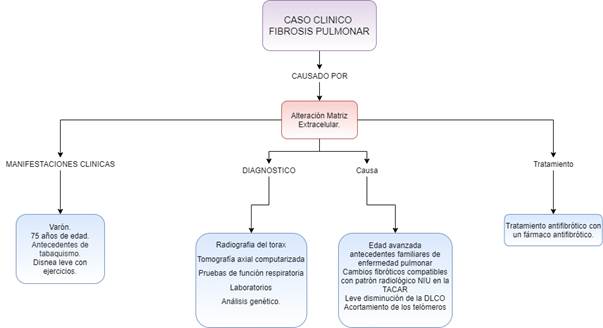 CASO CLINICO
FIBROSIS PULMONAR
CAUSADO POR
Alteración Matriz
Extracelular.
MANIFESTACIONES CLINICAS
DIAGNOSTICO
Causa
Tratamiento
Varón.
75 años de edad.
Antecedentes de
tabaquismo.
Disnea leve con
ejercicios.
Radiografia del torax
Tomografía axial computarizada
Pruebas de función respiratoria
Laboratorios
Análisis genético.
Edad avanzada
antecedentes familiares de
enfermedad pulmonar
Cambios fibróticos compatibles
con patrón radiológico NIU en la
TACAR
Leve disminución de la DLCO
Acortamiento de los telómeros
Tratamiento antifibrótico con
un fármaco antifibrótico.